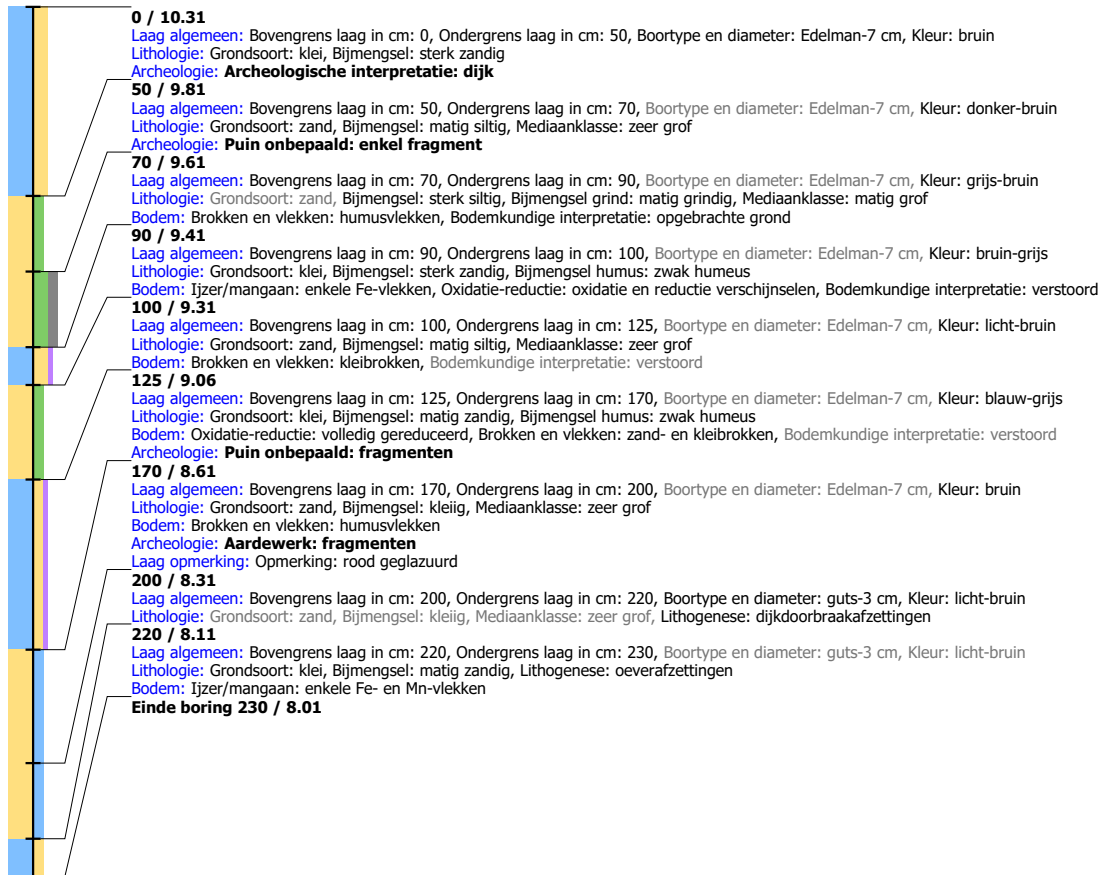 0 / 10.31
Laag algemeen: Bovengrens laag in cm: 0, Ondergrens laag in cm: 50, Boortype en diameter: Edelman-7 cm, Kleur: bruin
Lithologie: Grondsoort: klei, Bijmengsel: sterk zandig
Archeologie: Archeologische interpretatie: dijk
50 / 9.81
Laag algemeen: Bovengrens laag in cm: 50, Ondergrens laag in cm: 70, Boortype en diameter: Edelman-7 cm, Kleur: donker-bruin
Lithologie: Grondsoort: zand, Bijmengsel: matig siltig, Mediaanklasse: zeer grof
Archeologie: Puin onbepaald: enkel fragment
70 / 9.61
Laag algemeen: Bovengrens laag in cm: 70, Ondergrens laag in cm: 90, Boortype en diameter: Edelman-7 cm, Kleur: grijs-bruin
Lithologie: Grondsoort: zand, Bijmengsel: sterk siltig, Bijmengsel grind: matig grindig, Mediaanklasse: matig grof
Bodem: Brokken en vlekken: humusvlekken, Bodemkundige interpretatie: opgebrachte grond
90 / 9.41
Laag algemeen: Bovengrens laag in cm: 90, Ondergrens laag in cm: 100, Boortype en diameter: Edelman-7 cm, Kleur: bruin-grijs
Lithologie: Grondsoort: klei, Bijmengsel: sterk zandig, Bijmengsel humus: zwak humeus
Bodem: Ijzer/mangaan: enkele Fe-vlekken, Oxidatie-reductie: oxidatie en reductie verschijnselen, Bodemkundige interpretatie: verstoord
100 / 9.31
Laag algemeen: Bovengrens laag in cm: 100, Ondergrens laag in cm: 125, Boortype en diameter: Edelman-7 cm, Kleur: licht-bruin
Lithologie: Grondsoort: zand, Bijmengsel: matig siltig, Mediaanklasse: zeer grof
Bodem: Brokken en vlekken: kleibrokken, Bodemkundige interpretatie: verstoord
125 / 9.06
Laag algemeen: Bovengrens laag in cm: 125, Ondergrens laag in cm: 170, Boortype en diameter: Edelman-7 cm, Kleur: blauw-grijs
Lithologie: Grondsoort: klei, Bijmengsel: matig zandig, Bijmengsel humus: zwak humeus
Bodem: Oxidatie-reductie: volledig gereduceerd, Brokken en vlekken: zand- en kleibrokken, Bodemkundige interpretatie: verstoord
Archeologie: Puin onbepaald: fragmenten
170 / 8.61
Laag algemeen: Bovengrens laag in cm: 170, Ondergrens laag in cm: 200, Boortype en diameter: Edelman-7 cm, Kleur: bruin
Lithologie: Grondsoort: zand, Bijmengsel: kleiig, Mediaanklasse: zeer grof
Bodem: Brokken en vlekken: humusvlekken
Archeologie: Aardewerk: fragmenten
Laag opmerking: Opmerking: rood geglazuurd
200 / 8.31
Laag algemeen: Bovengrens laag in cm: 200, Ondergrens laag in cm: 220, Boortype en diameter: guts-3 cm, Kleur: licht-bruin
Lithologie: Grondsoort: zand, Bijmengsel: kleiig, Mediaanklasse: zeer grof, Lithogenese: dijkdoorbraakafzettingen
220 / 8.11
Laag algemeen: Bovengrens laag in cm: 220, Ondergrens laag in cm: 230, Boortype en diameter: guts-3 cm, Kleur: licht-bruin
Lithologie: Grondsoort: klei, Bijmengsel: matig zandig, Lithogenese: oeverafzettingen
Bodem: Ijzer/mangaan: enkele Fe- en Mn-vlekken
Einde boring 230 / 8.01